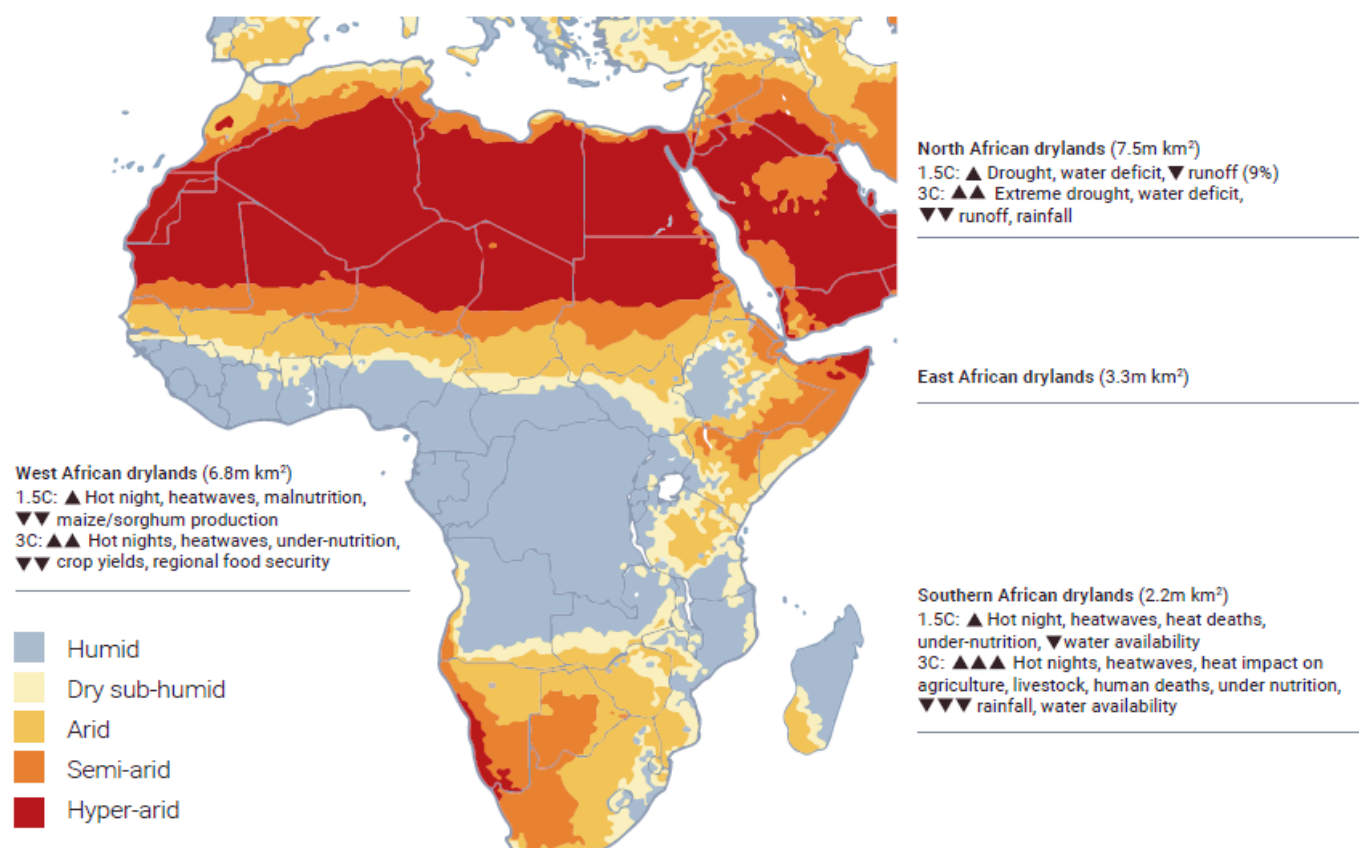 North African drylands (7.5m km²)
1.5C: ▲ Drought, water deficit, ▼ runoff (9%)
3C: ▲▲ Extreme drought, water deficit,
▼▼ runoff, rainfall
East African drylands (3.3m km²)
West African drylands (6.8m km²)
1.5C: ▲ Hot night, heatwaves, malnutrition,
▼▼ maize/sorghum production
3C: ▲▲ Hot nights, heatwaves, under-nutrition,
▼▼ crop yields, regional food security
Southern African drylands (2.2m km²)
1.5C: ▲ Hot night, heatwaves, heat deaths,
under-nutrition, ▼water availability
3C: ▲▲▲ Hot nights, heatwaves, heat impact on
agriculture, livestock, human deaths, under nutrition,
▼▼▼ rainfall, water availability
Humid
Dry sub-humid
Arid
Semi-arid
Hyper-arid